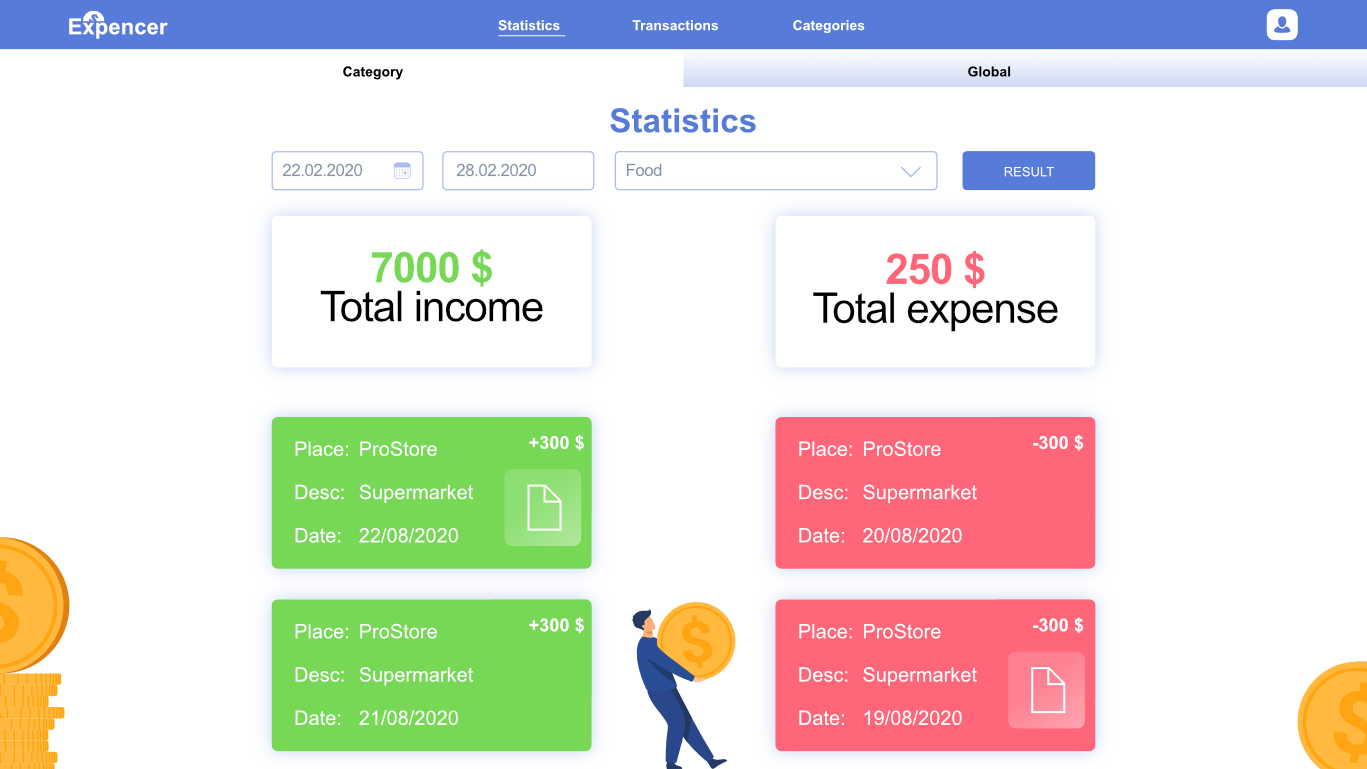 Expencer
Statistics
Transactions
Categories
Category
Global
Statistics
22.02.2020
28.02.2020
Food
RESULT
7000 $
Total income
250 $
Total expense
Place: ProStore
+300 $
Desc: Supermarket
Date: 22/08/2020
Place: ProStore
-300 $
Desc: Supermarket
Date: 20/08/2020
Place: ProStore
+300 $
Desc: Supermarket
Date: 21/08/2020
Place: ProStore
-300 $
Desc: Supermarket
Date: 19/08/2020
$
$
$